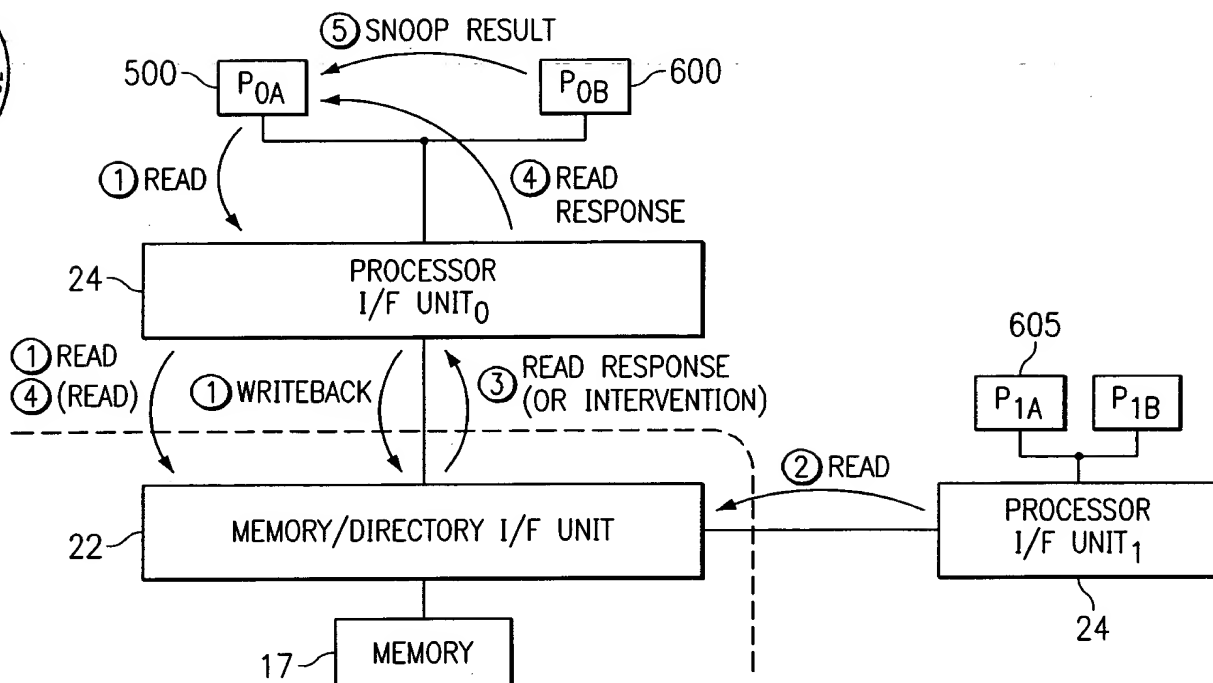 ⑤ SNOOP RESULT
500
P0A
P0B
600
① READ
④ READ
RESPONSE
24
PROCESSOR
I/F UNIT0
① READ
④ (READ)
① WRITEBACK
③ READ RESPONSE
(OR INTERVENTION)
605
P1A
P1B
② READ
22
MEMORY/DIRECTORY I/F UNIT
PROCESSOR
I/F UNIT1
24
17
MEMORY